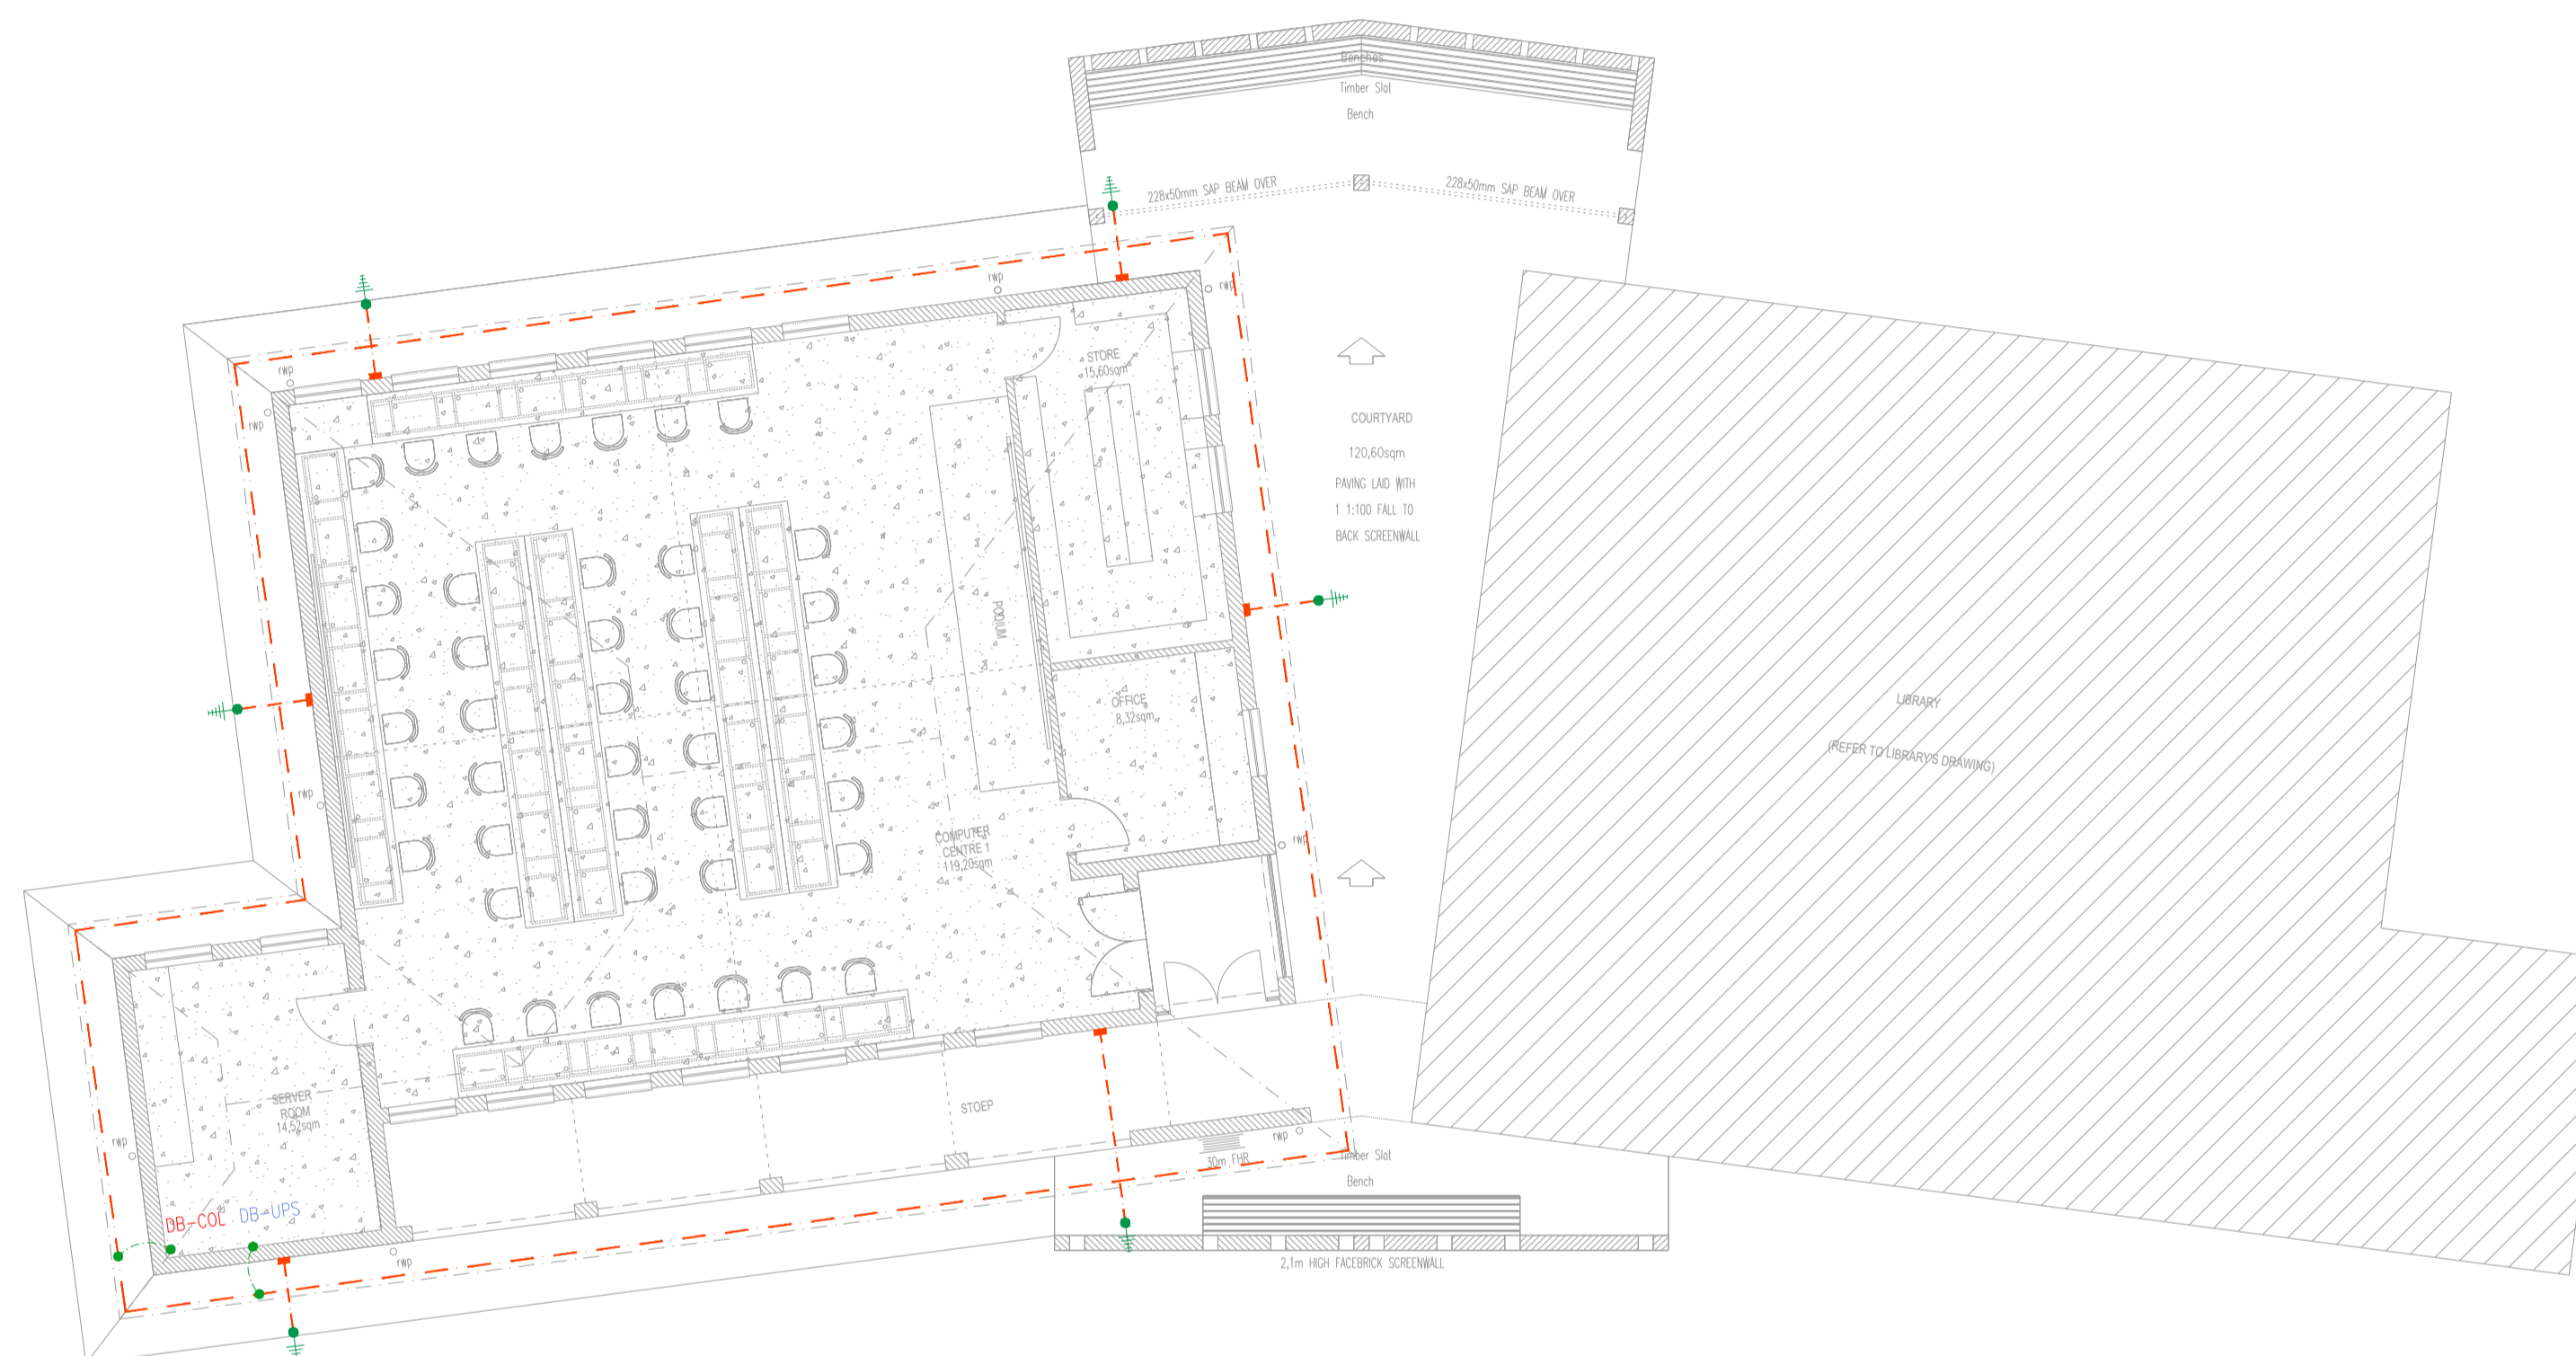 Benches
Timber Slat
Bench
228x50mm SAP BEAM OVER
228x50mm SAP BEAM OVER
rwp
rwp
rwp
rwp
STORE
15,60sqm
COURTYARD
120,60sqm
PAVING LAID WITH
1 1:100 FALL TO
BACK SCREENWALL
PODIUM
OFFICE
8,32sqm
LIBRARY
(REFER TO LIBRARY'S DRAWING)
rwp
COMPUTER
CENTRE 1
119,20sqm
rwp
SERVER
ROOM
14,52sqm
STOEP
rwp
rwp
30m FHR
Timber Slat
Bench
DB-COL
DB-UPS
rwp
2,1m HIGH FACEBRICK SCREENWALL